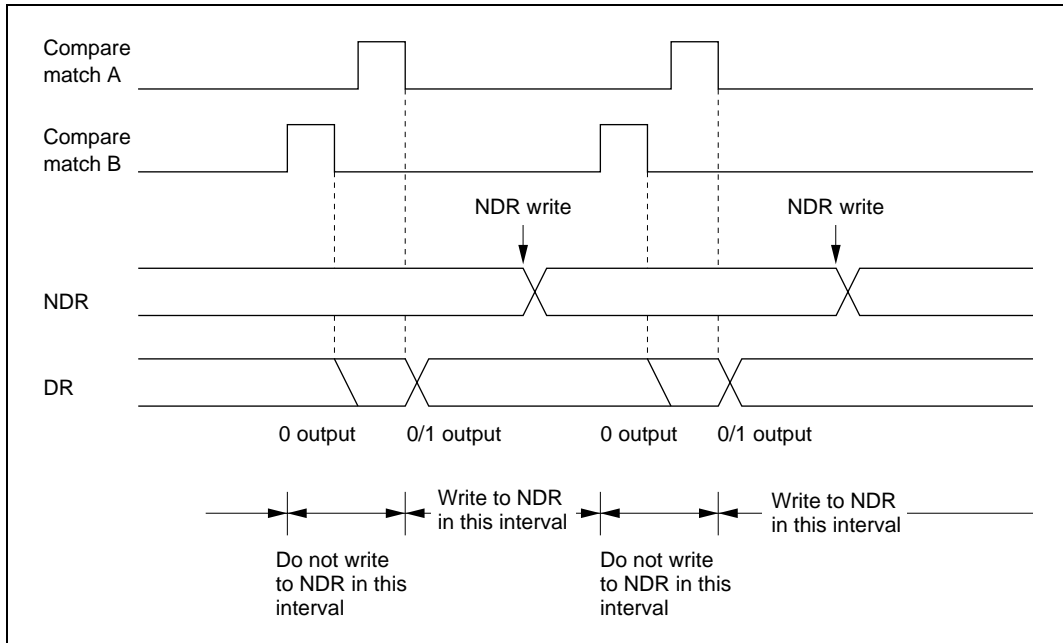 Compare
match A
Compare
match B
NDR write
NDR write
NDR
DR
0 output
0/1 output
0 output
0/1 output
Write to NDR
in this interval
Write to NDR
in this interval
Do not write
to NDR in this
interval
Do not write
to NDR in this
interval